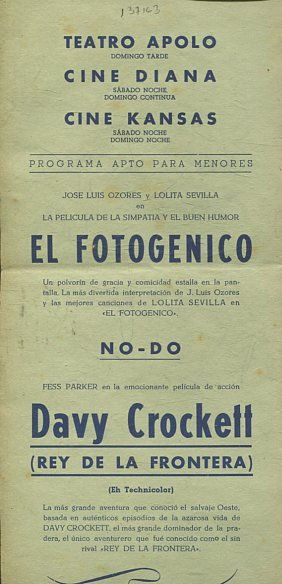 137163
TEATRO APOLO
DOMINGO TARDE
CINE DIANA
SÁBADO NOCHE
DOMINGO CONTINUA
CINE KANSAS
SÁBADO NOCHE
DOMINGO NOCHE
PROGRAMA APTO PARA MENORES
JOSE LUIS OZORES y LOLITA SEVILLA
en
LA PELICULA DE LA SIMPATIA Y EL BUEN HUMOR
EL FOTOGENICO
Un polvorín de gracia y comicidad estalla en la pan-
talla. La más divertida interpretación de J. Luis Ozores
y las mejores canciones de LOLITA SEVILLA en
«EL FOTOGENICO».
NO-DO
FESS PARKER en la emocionante película de acción
Davy Crockett
(REY DE LA FRONTERA)
(Eh Technicolor)
La más grande aventura que conoció el salvaje Oeste,
basada en auténticos episodios de la azarosa vida de
DAVY CROCKETT, el más grande dominador de la pra-
dera, el único aventurero que fué conocido como el sin
rival «REY DE LA FRONTERA».